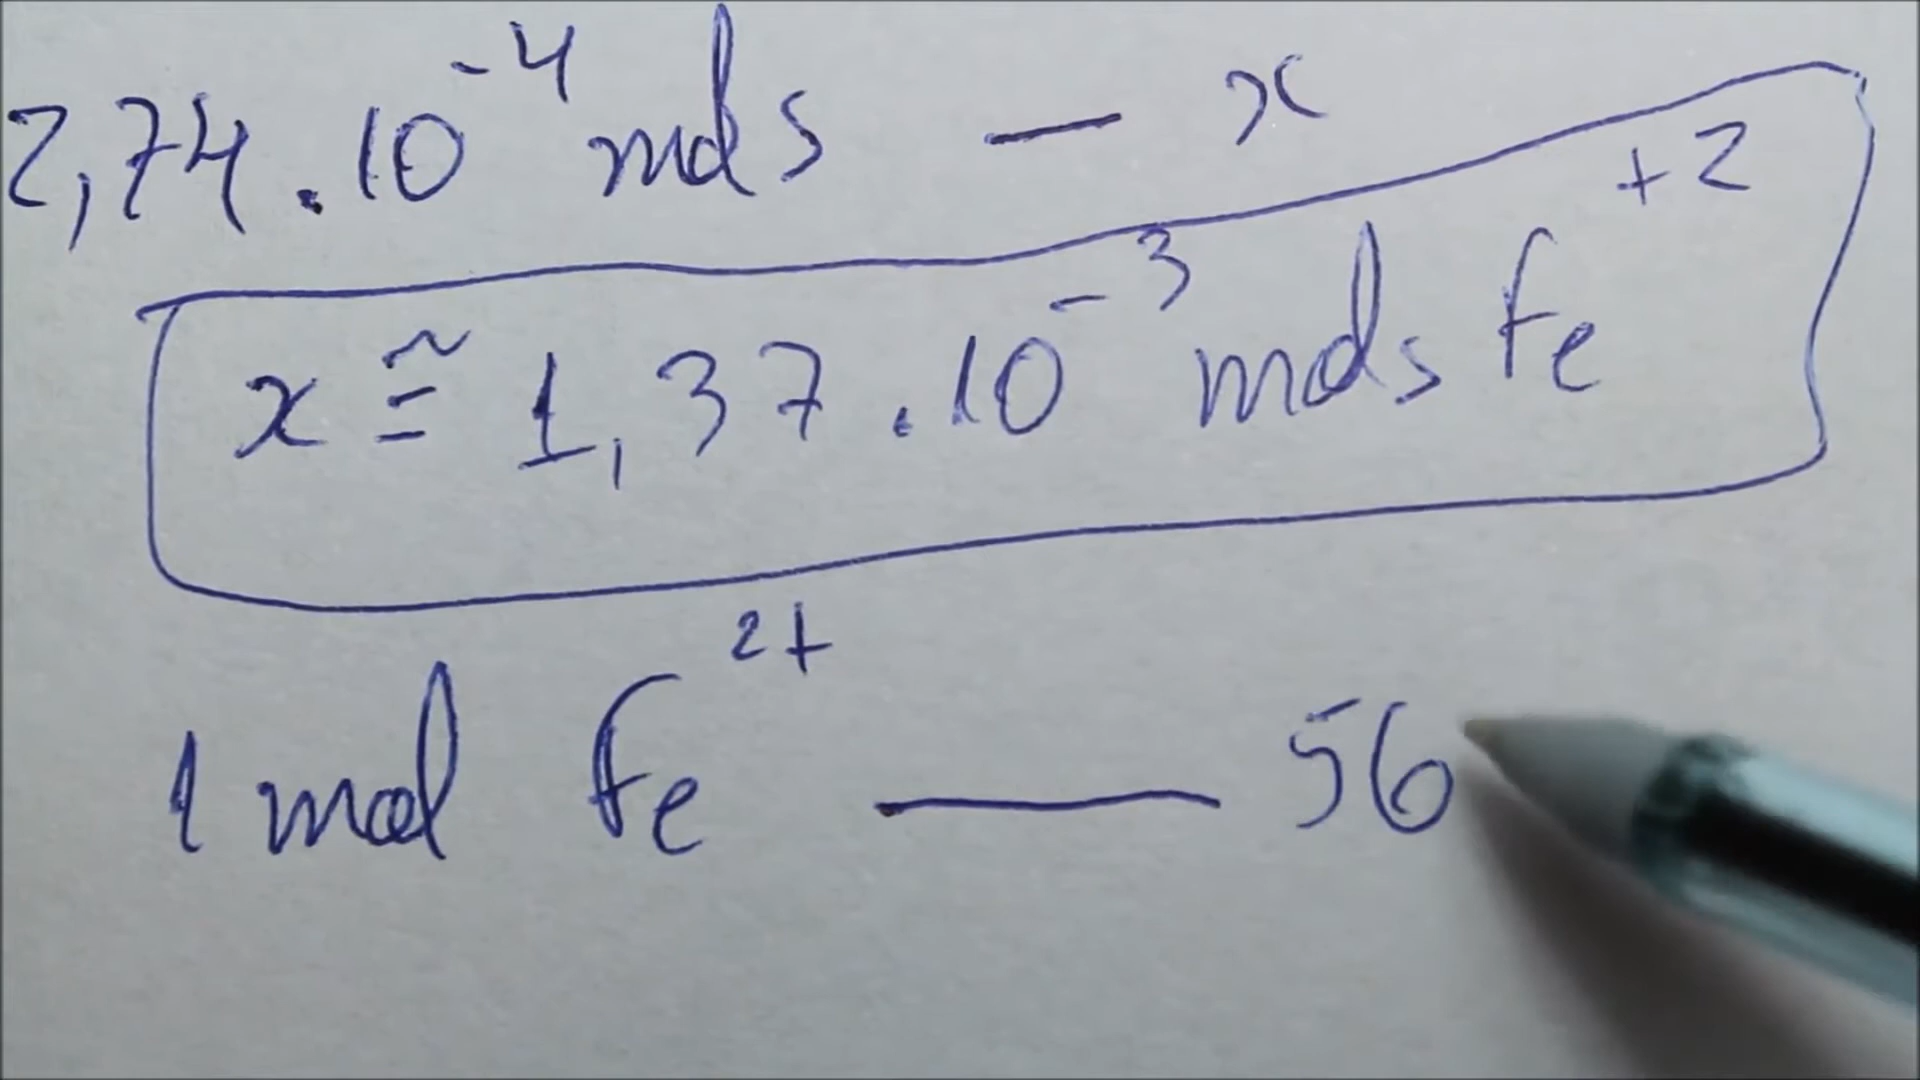 2,74.10⁻⁴ mols — x
x ≅ 1,37.10⁻³ mols Fe⁺²
1 mol Fe²⁺ — 56